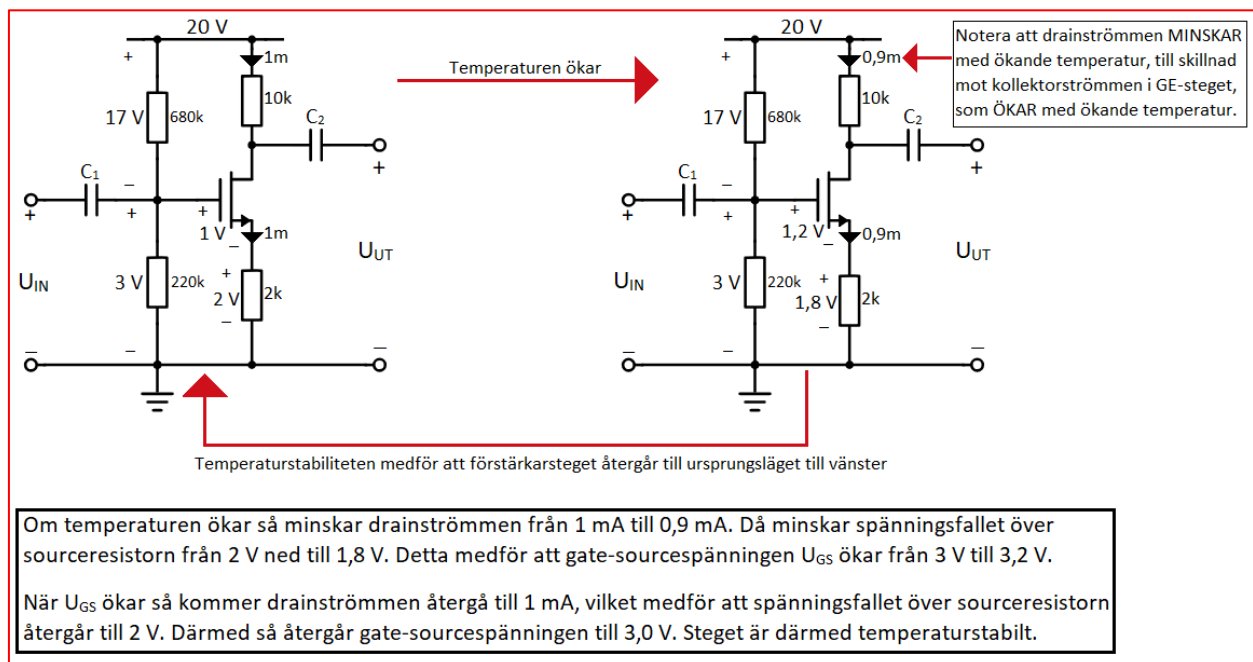 20 V
+
1m
10k
17 V
680k
C2
+
C1
–
+
+
+
1 V
–
1m
UIN
UUT
3 V
220k
+
2 V
2k
–
–
–
–
Temperaturen ökar
20 V
+
0,9m
10k
17 V
680k
C2
+
C1
–
+
+
+
1,2 V
–
0,9m
UIN
UUT
3 V
220k
+
1,8 V
2k
–
–
–
–
Notera att drainströmmen MINSKAR
med ökande temperatur, till skillnad
mot kollektorströmmen i GE-steget,
som ÖKAR med ökande temperatur.
Temperaturstabiliteten medför att förstärkarsteget återgår till ursprungsläget till vänster
Om temperaturen ökar så minskar drainströmmen från 1 mA till 0,9 mA. Då minskar spänningsfallet över
sourceresistorn från 2 V ned till 1,8 V. Detta medför att gate-sourcespänningen UGS ökar från 3 V till 3,2 V.
När UGS ökar så kommer drainströmmen återgå till 1 mA, vilket medför att spänningsfallet över sourceresistorn
återgår till 2 V. Därmed så återgår gate-sourcespänningen till 3,0 V. Steget är därmed temperaturstabilt.